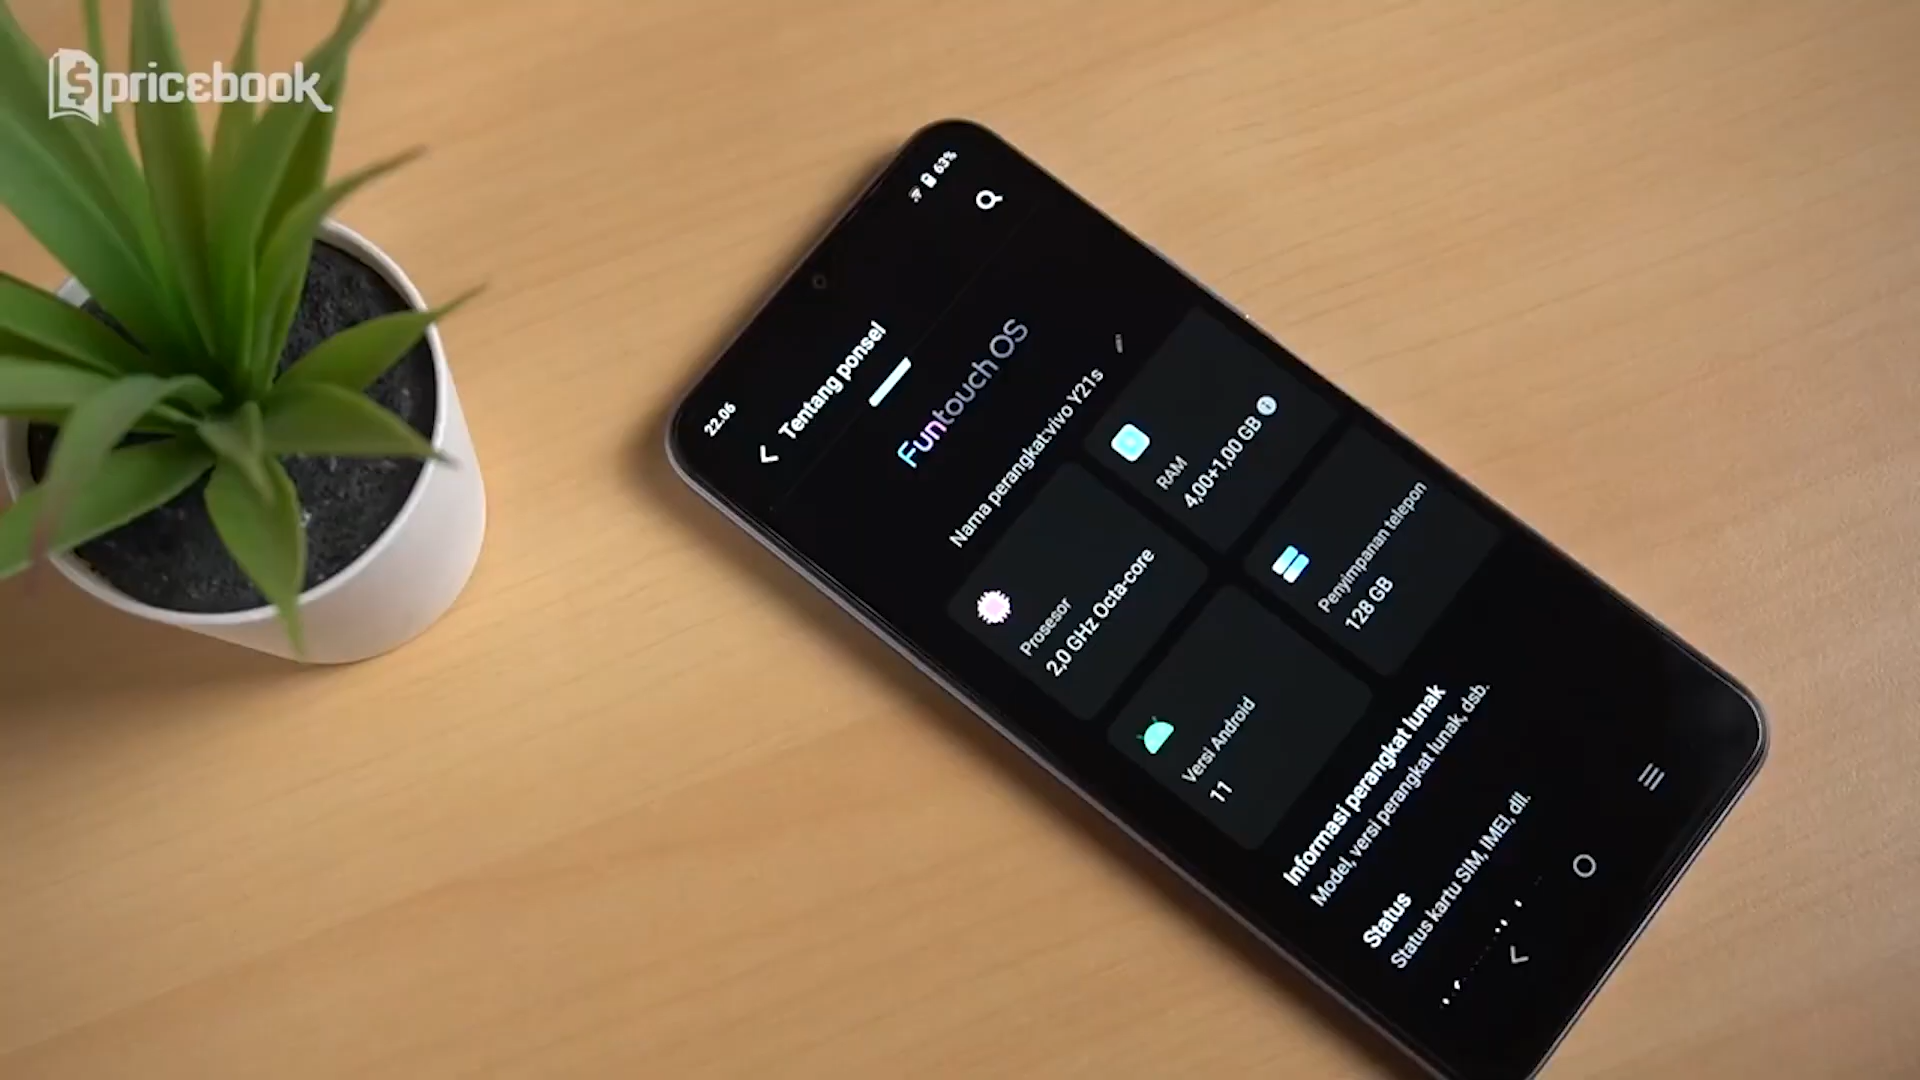 pricebook
22.06
63%
Tentang ponsel
Funtouch OS
Nama perangkat:vivo Y21s
Prosesor
2,0 GHz Octa-core
RAM
4,00+1,00 GB
Versi Android
11
Penyimpanan telepon
128 GB
Informasi perangkat lunak
Model, versi perangkat lunak, dsb.
Status
Status kartu SIM, IMEI, dll.